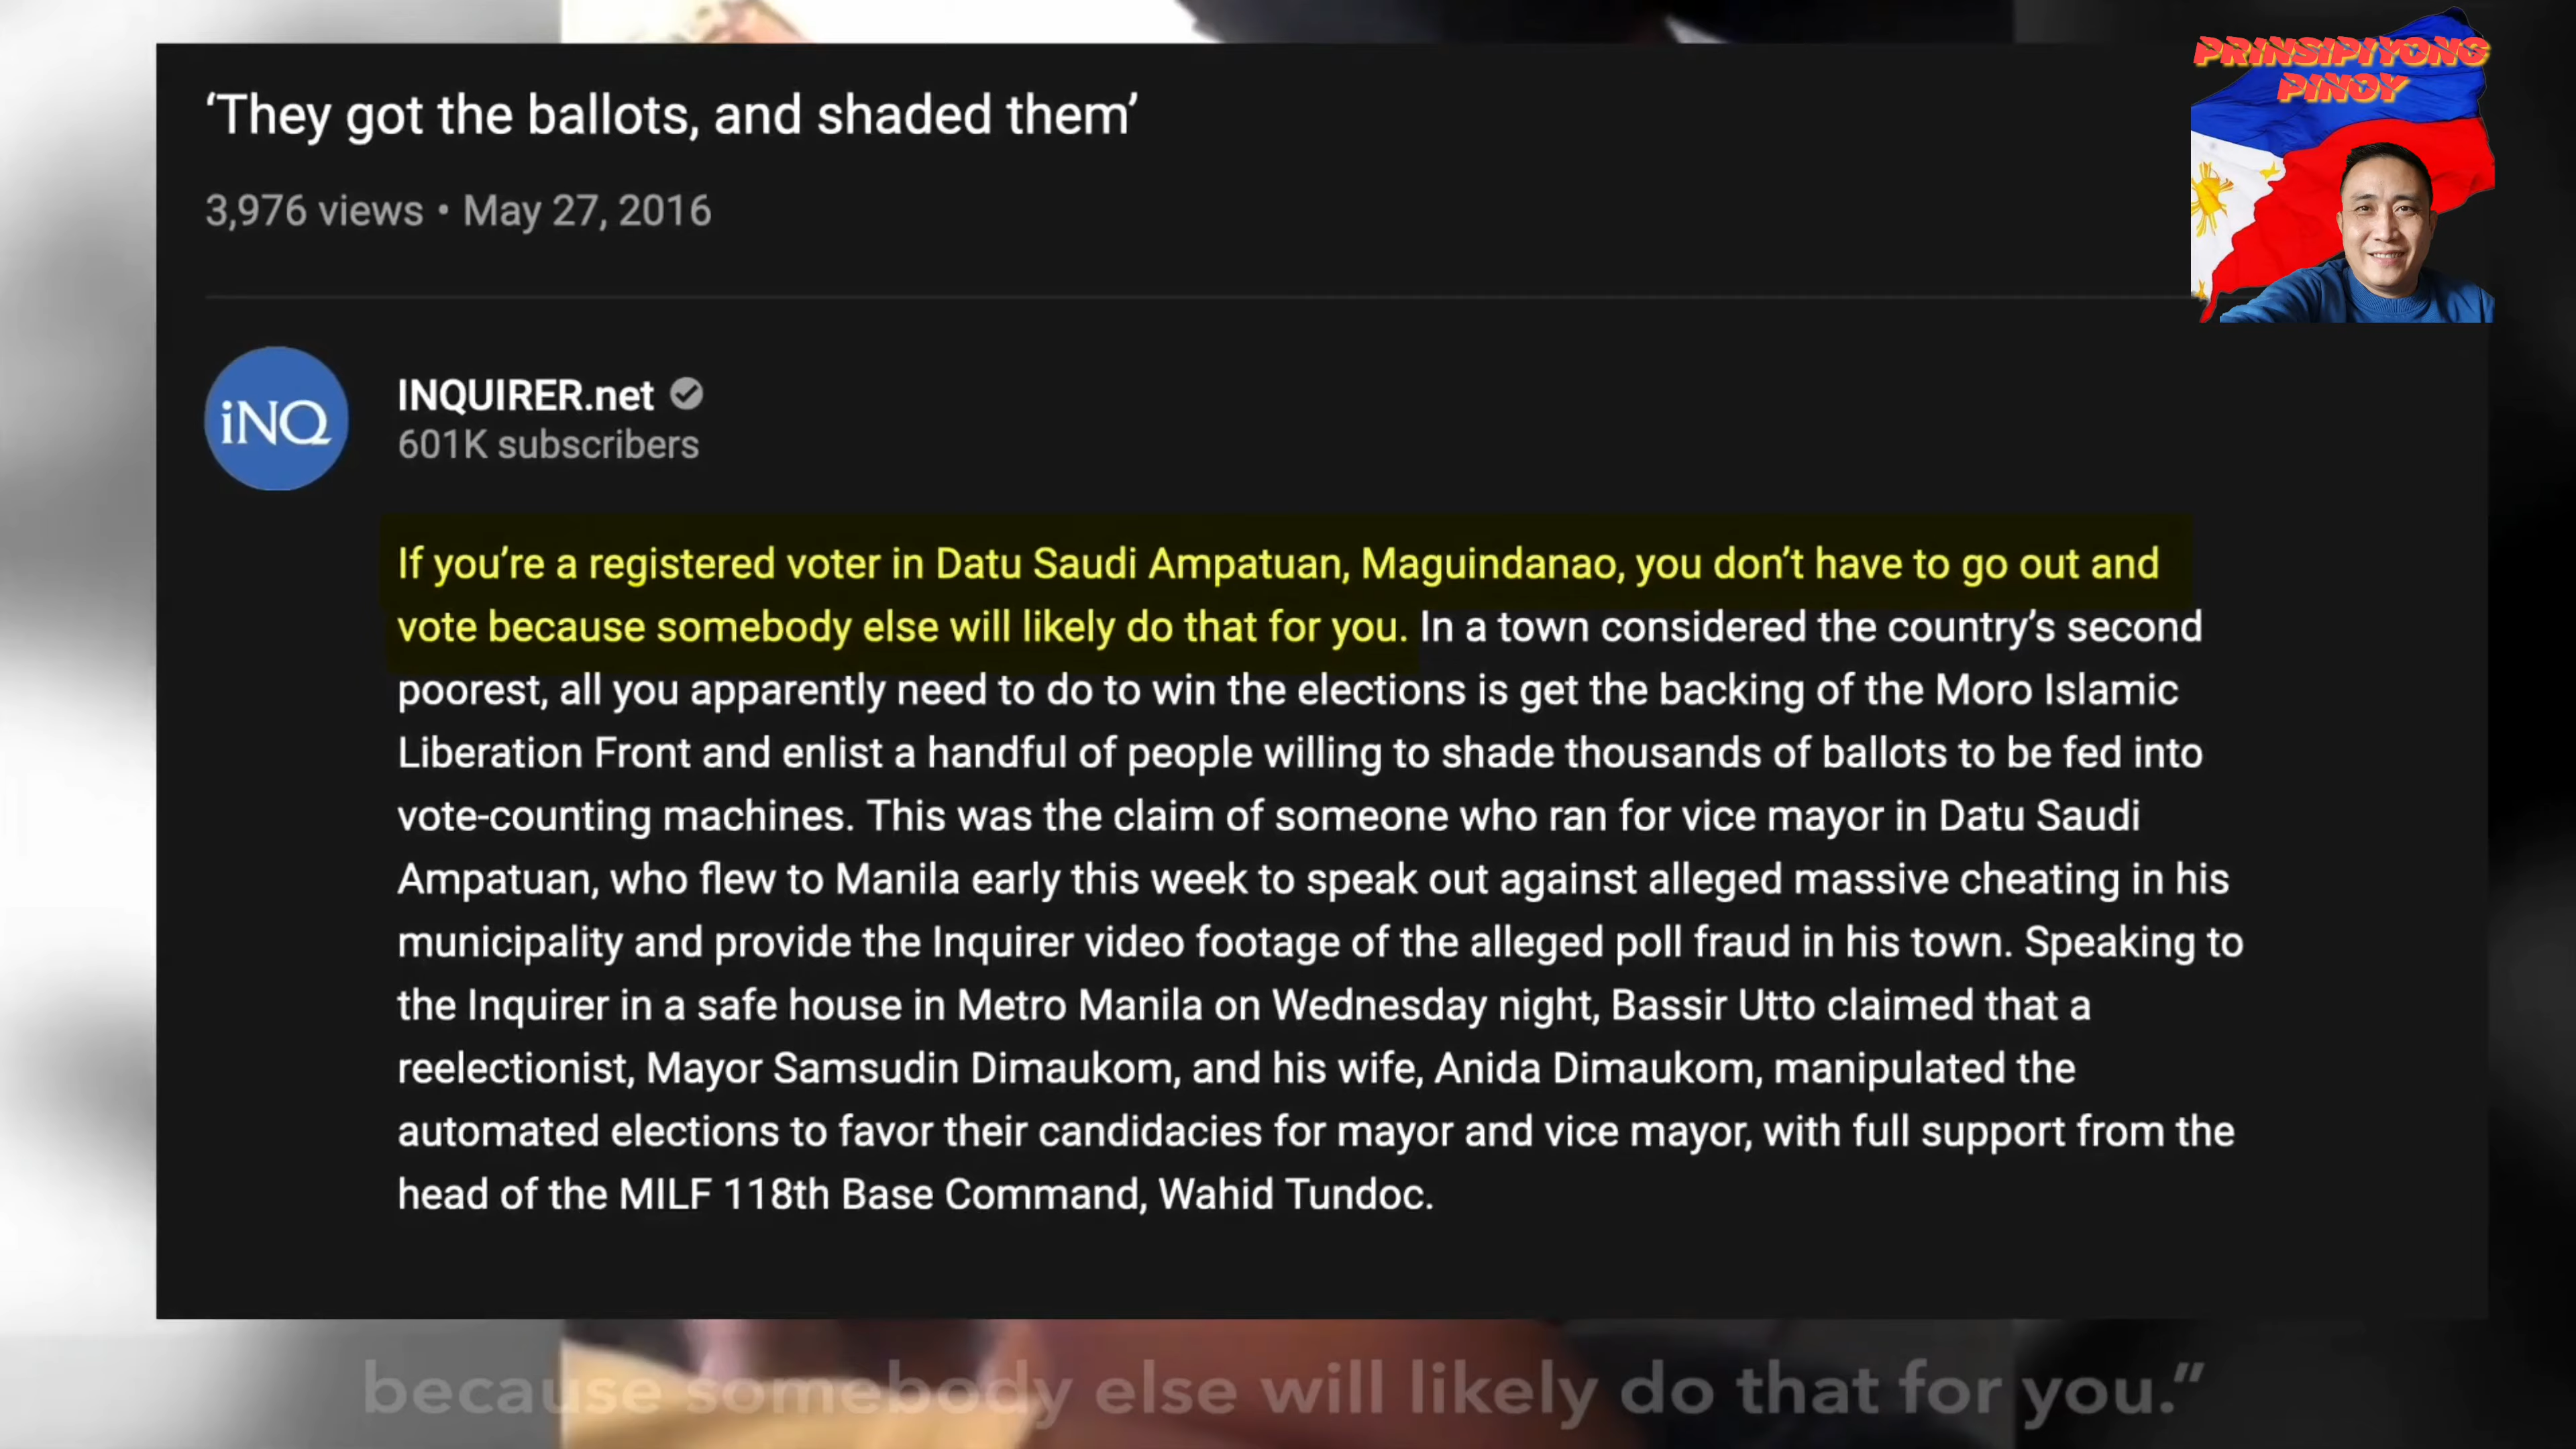 PRINSIPIYONG
PINOY
‘They got the ballots, and shaded them’
3,976 views • May 27, 2016
iNQ
INQUIRER.net
601K subscribers
If you’re a registered voter in Datu Saudi Ampatuan, Maguindanao, you don’t have to go out and
vote because somebody else will likely do that for you. In a town considered the country’s second
poorest, all you apparently need to do to win the elections is get the backing of the Moro Islamic
Liberation Front and enlist a handful of people willing to shade thousands of ballots to be fed into
vote-counting machines. This was the claim of someone who ran for vice mayor in Datu Saudi
Ampatuan, who flew to Manila early this week to speak out against alleged massive cheating in his
municipality and provide the Inquirer video footage of the alleged poll fraud in his town. Speaking to
the Inquirer in a safe house in Metro Manila on Wednesday night, Bassir Utto claimed that a
reelectionist, Mayor Samsudin Dimaukom, and his wife, Anida Dimaukom, manipulated the
automated elections to favor their candidacies for mayor and vice mayor, with full support from the
head of the MILF 118th Base Command, Wahid Tundoc.
because somebody else will likely do that for you.”